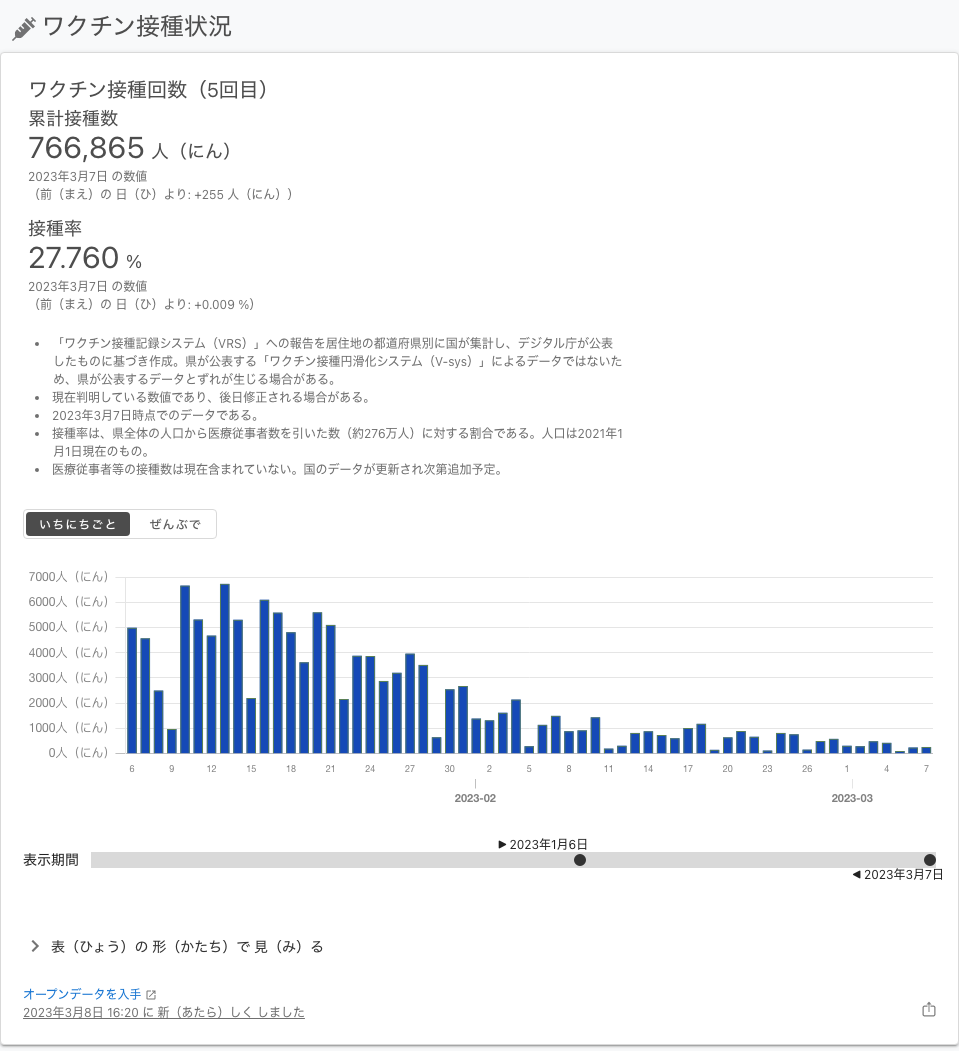 ワクチン接種状況
ワクチン接種回数（5回目）
累計接種数
766,865 人（にん）
2023年3月7日 の数値
（前（まえ）の 日（ひ）より: +255 人（にん））
接種率
27.760 %
2023年3月7日 の数値
（前（まえ）の 日（ひ）より: +0.009 %）
• 「ワクチン接種記録システム（VRS）」への報告を居住地の都道府県別に国が集計し、デジタル庁が公表
したものに基づき作成。県が公表する「ワクチン接種円滑化システム（V-sys）」によるデータではないた
め、県が公表するデータとずれが生じる場合がある。
• 現在判明している数値であり、後日修正される場合がある。
• 2023年3月7日時点でのデータである。
• 接種率は、県全体の人口から医療従事者数を引いた数（約276万人）に対する割合である。人口は2021年1
月1日現在のもの。
• 医療従事者等の接種数は現在含まれていない。国のデータが更新され次第追加予定。
いちにちごと ぜんぶで
7000人（にん）
6000人（にん）
5000人（にん）
4000人（にん）
3000人（にん）
2000人（にん）
1000人（にん）
0人（にん）
6 9 12 15 18 21 24 27 30 2 5 8 11 14 17 20 23 26 1 4 7
2023-02 2023-03
▶ 2023年1月6日
表示期間
◀ 2023年3月7日
表（ひょう）の 形（かたち）で 見（み）る
オープンデータを入手
2023年3月8日 16:20 に 新（あたら）しく しました